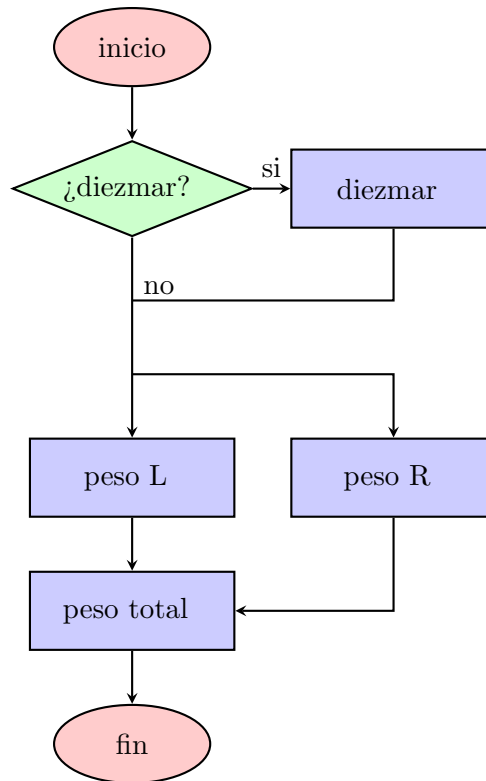 inicio
¿diezmar?
si
diezmar
no
peso L
peso R
peso total
fin